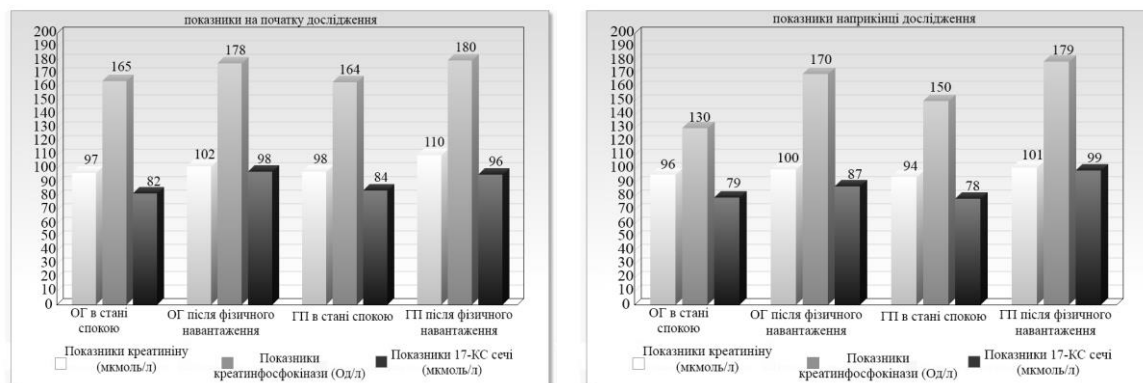 показники на початку дослідження
200
190
180
170
160
150
140
130
120
110
100
90
80
70
60
50
40
30
20
10
0
97
165
82
102
178
98
98
164
84
110
180
96
ОГ в стані
спокою
ОГ після фізичного
навантаження
ГП в стані спокою
ГП після фізичного
навантаження
Показники креатиніну
(мкмоль/л)
Показники
креатинфосфокінази (Од/л)
Показники 17-КС сечі
(мкмоль/л)
показники наприкінці дослідження
200
190
180
170
160
150
140
130
120
110
100
90
80
70
60
50
40
30
20
10
0
96
130
79
100
170
87
94
150
78
101
179
99
ОГ в стані
спокою
ОГ після фізичного
навантаження
ГП в стані спокою
ГП після фізичного
навантаження
Показники креатиніну
(мкмоль/л)
Показники
креатинфосфокінази (Од/л)
Показники 17-КС сечі
(мкмоль/л)